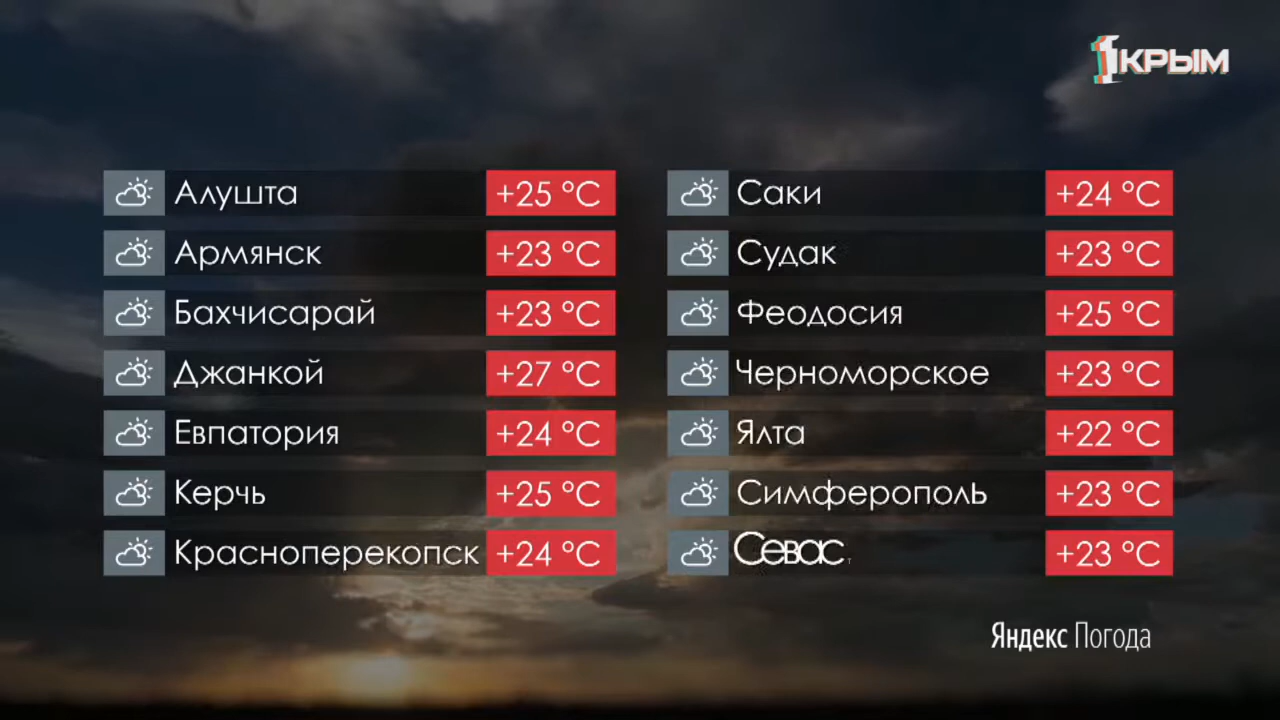 1КРЫМ
Алушта +25 °C
Армянск +23 °C
Бахчисарай +23 °C
Джанкой +27 °C
Евпатория +24 °C
Керчь +25 °C
Красноперекопск +24 °C
Саки +24 °C
Судак +23 °C
Феодосия +25 °C
Черноморское +23 °C
Ялта +22 °C
Симферополь +23 °C
Севаст +23 °C
Яндекс Погода